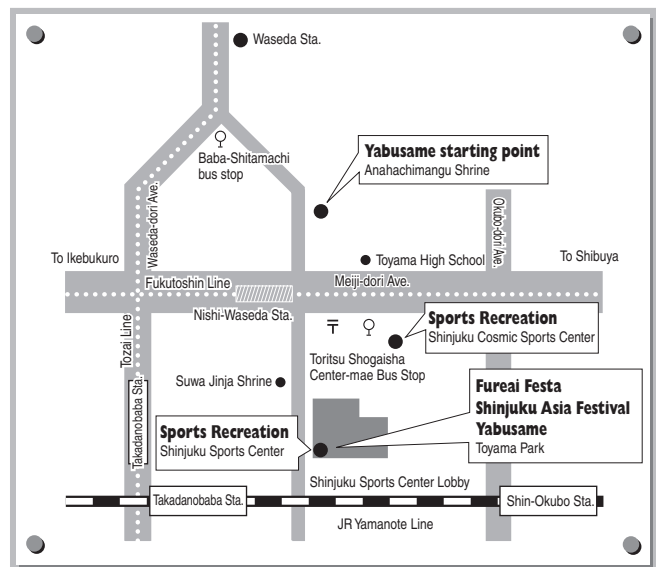 Waseda Sta.
Baba-Shitamachi
bus stop
Yabusame starting point
Anahachimangu Shrine
Waseda-dori Ave.
Okubo-dori Ave.
To Ikebukuro
Toyama High School
To Shibuya
Fukutoshin Line
Meiji-dori Ave.
Nishi-Waseda Sta.
〒
Sports Recreation
Shinjuku Cosmic Sports Center
Tozai Line
Toritsu Shogaisha
Center-mae Bus Stop
Suwa Jinja Shrine
Fureai Festa
Shinjuku Asia Festival
Yabusame
Toyama Park
Takadanobaba Sta.
Sports Recreation
Shinjuku Sports Center
Shinjuku Sports Center Lobby
Takadanobaba Sta.
Shin-Okubo Sta.
JR Yamanote Line